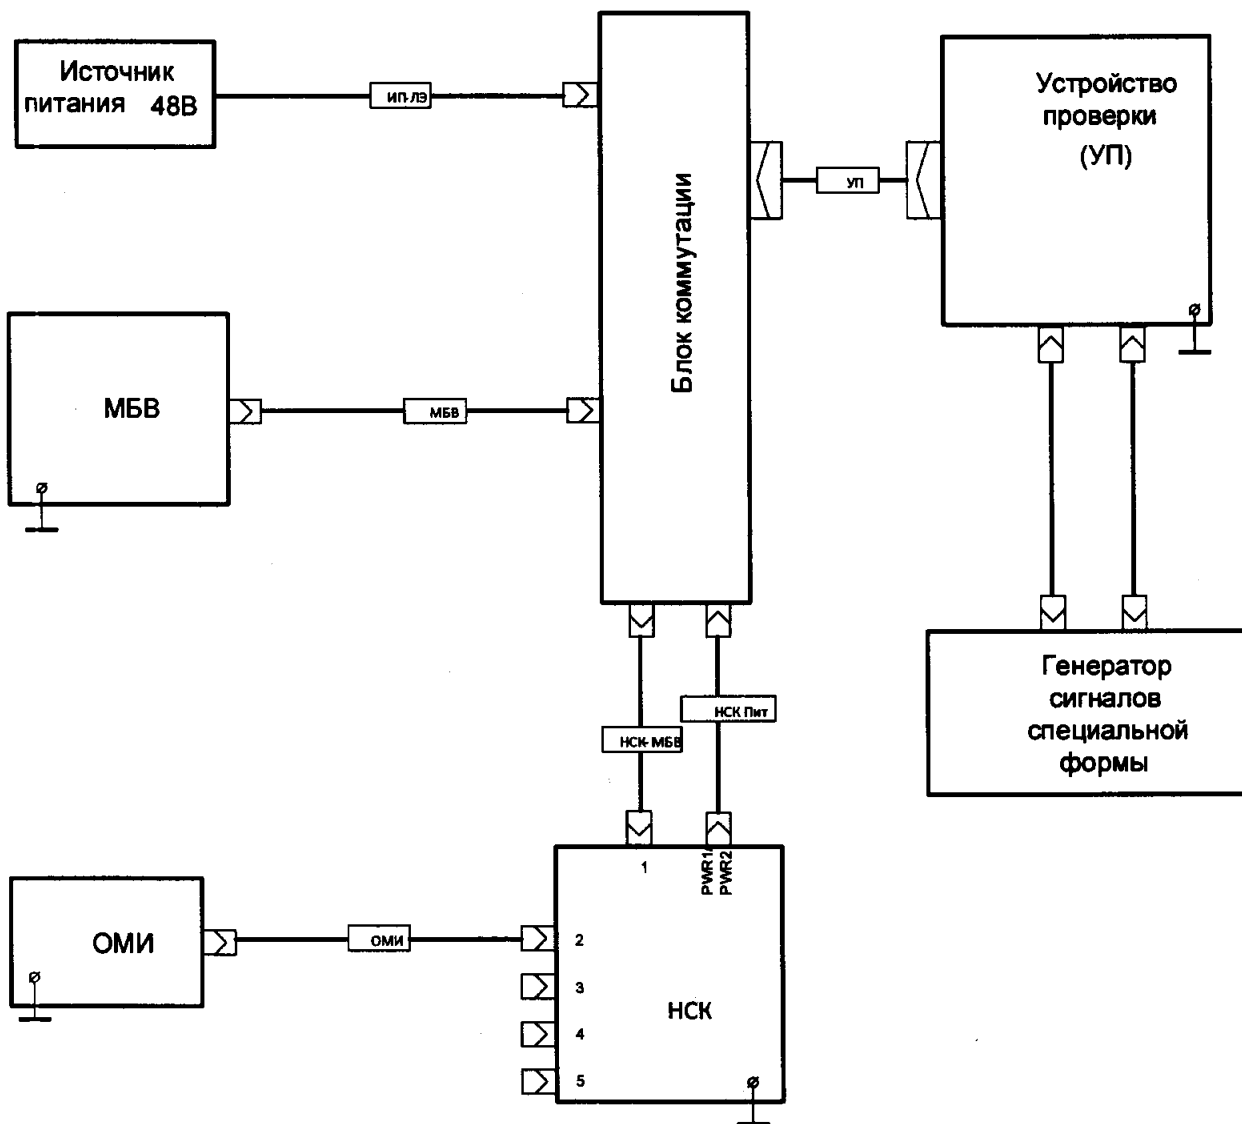 Источник
питания 48В
ИП-ЛЭ
Блок коммутации
УП
Устройство
проверки
(УП)
МБВ
МБВ
НСК-МБВ
НСК Пит
Генератор
сигналов
специальной
формы
1
PWR1/
PWR2
ОМИ
ОМИ
2
3
4
5
НСК